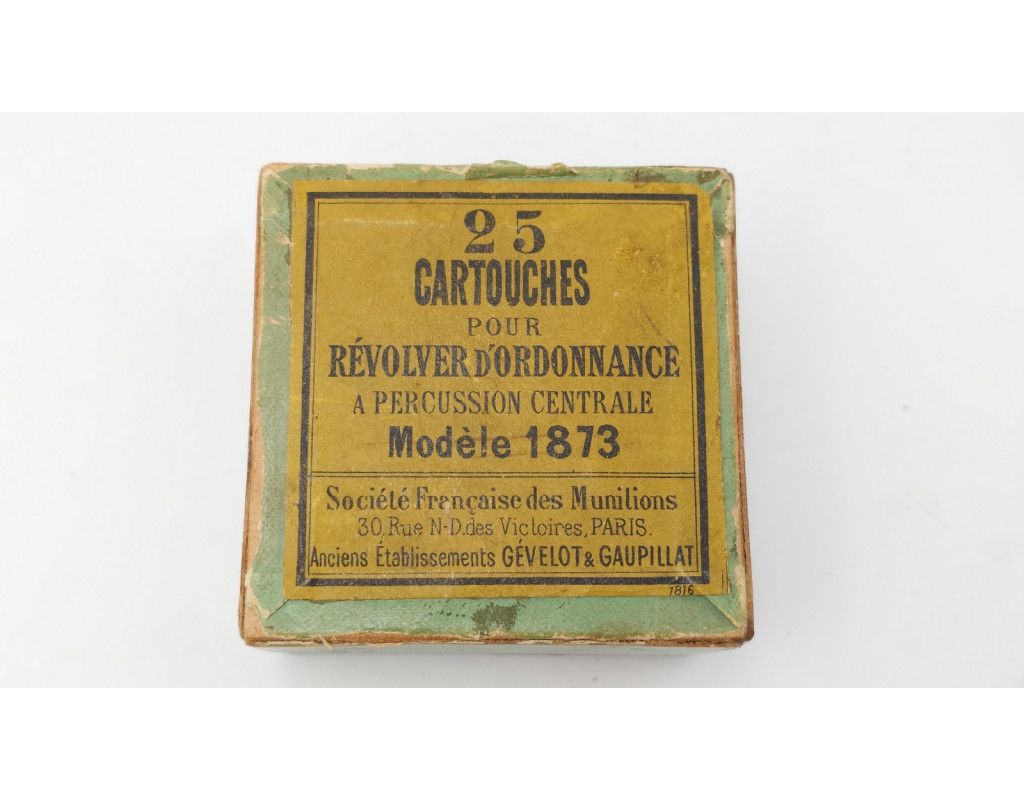 25
CARTOUCHES
POUR
RÉVOLVER D'ORDONNANCE
A PERCUSSION CENTRALE
Modèle 1873
Société Française des Munitions
30, Rue N-D. des Victoires, PARIS.
Anciens Établissements GÉVELOT & GAUPILLAT
1816